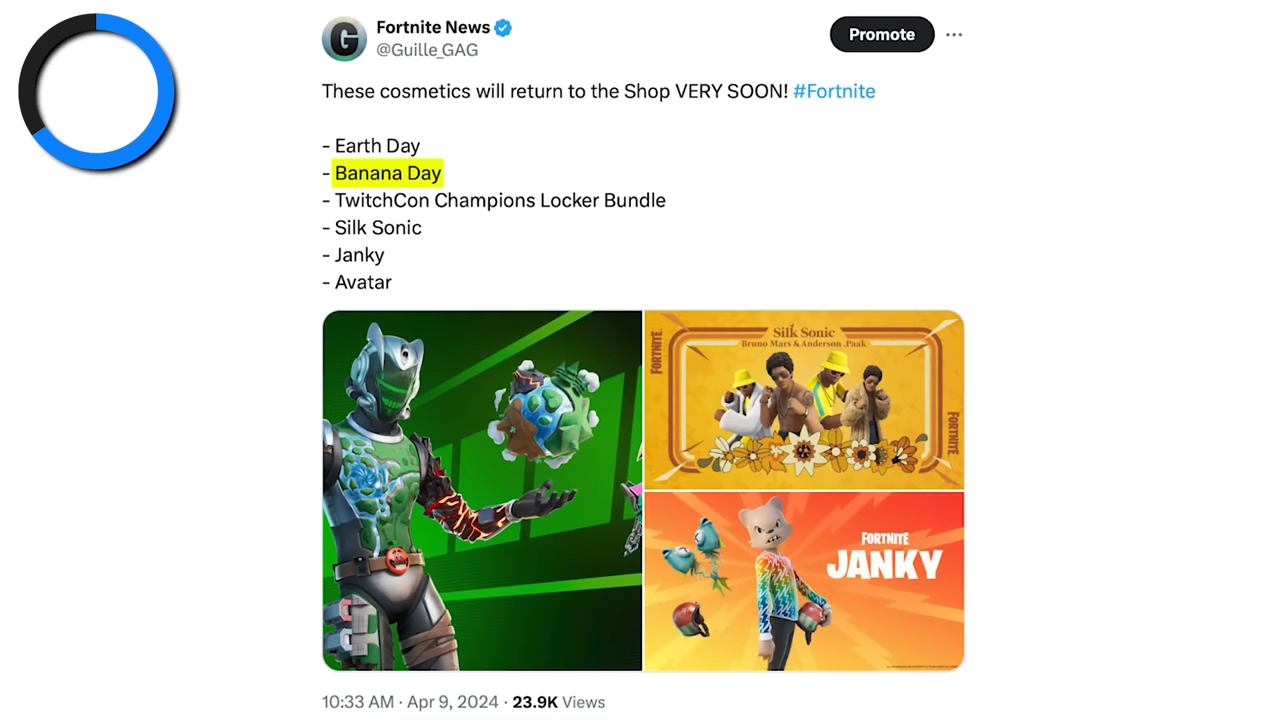 Fortnite News
@Guille_GAG
Promote
These cosmetics will return to the Shop VERY SOON! #Fortnite
- Earth Day
- Banana Day
- TwitchCon Champions Locker Bundle
- Silk Sonic
- Janky
- Avatar
Silk Sonic
Bruno Mars & Anderson .Paak
FORTNITE
FORTNITE
FORTNITE
JANKY
10:33 AM · Apr 9, 2024 · 23.9K Views